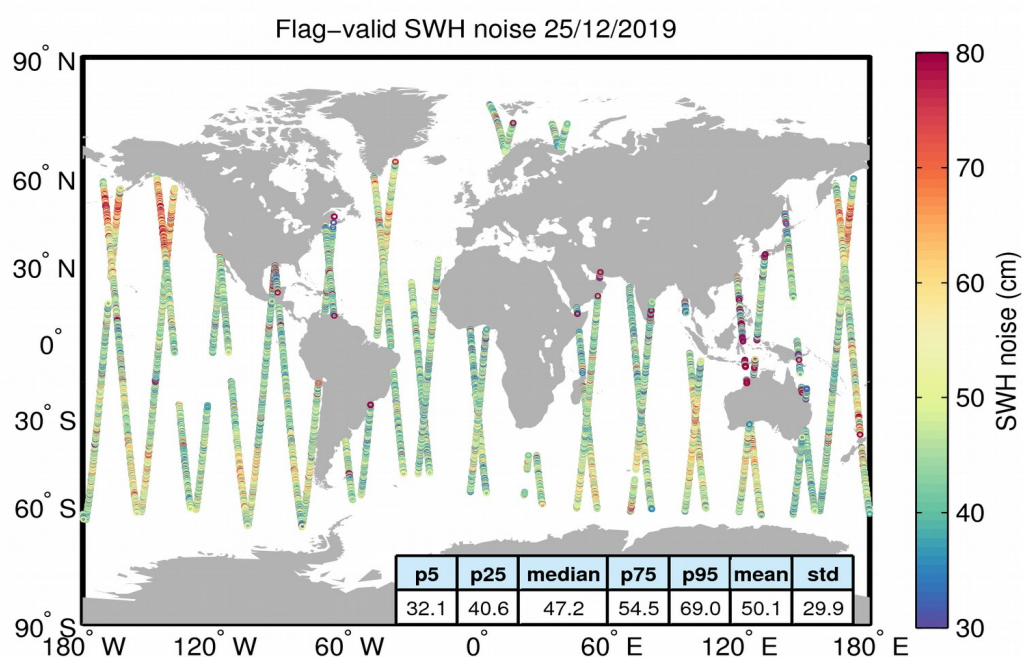 Flag−valid SWH noise 25/12/2019
90° N
60° N
30° N
0°
30° S
60° S
90° S
180° W
120° W
60° W
0°
60° E
120° E
180° E
80
70
60
50
40
30
SWH noise (cm)
p5 p25 median p75 p95 mean std
32.1 40.6 47.2 54.5 69.0 50.1 29.9